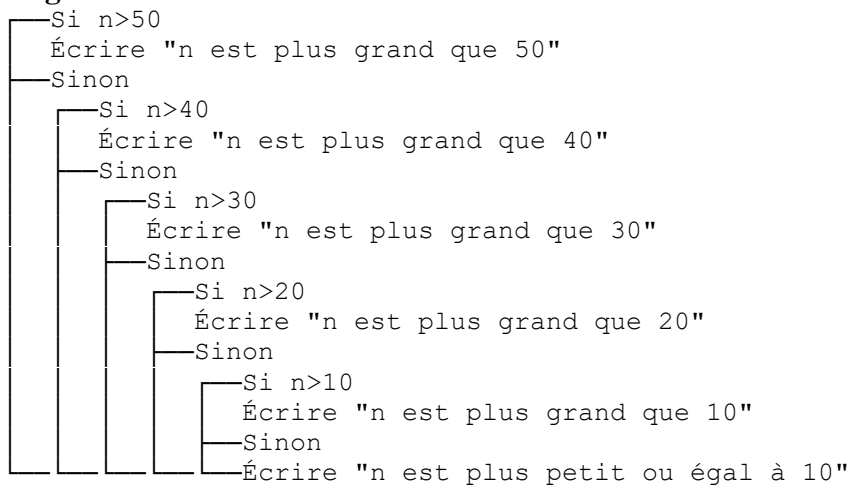 Si n>50
Écrire "n est plus grand que 50"
Sinon
Si n>40
Écrire "n est plus grand que 40"
Sinon
Si n>30
Écrire "n est plus grand que 30"
Sinon
Si n>20
Écrire "n est plus grand que 20"
Sinon
Si n>10
Écrire "n est plus grand que 10"
Sinon
Écrire "n est plus petit ou égal à 10"